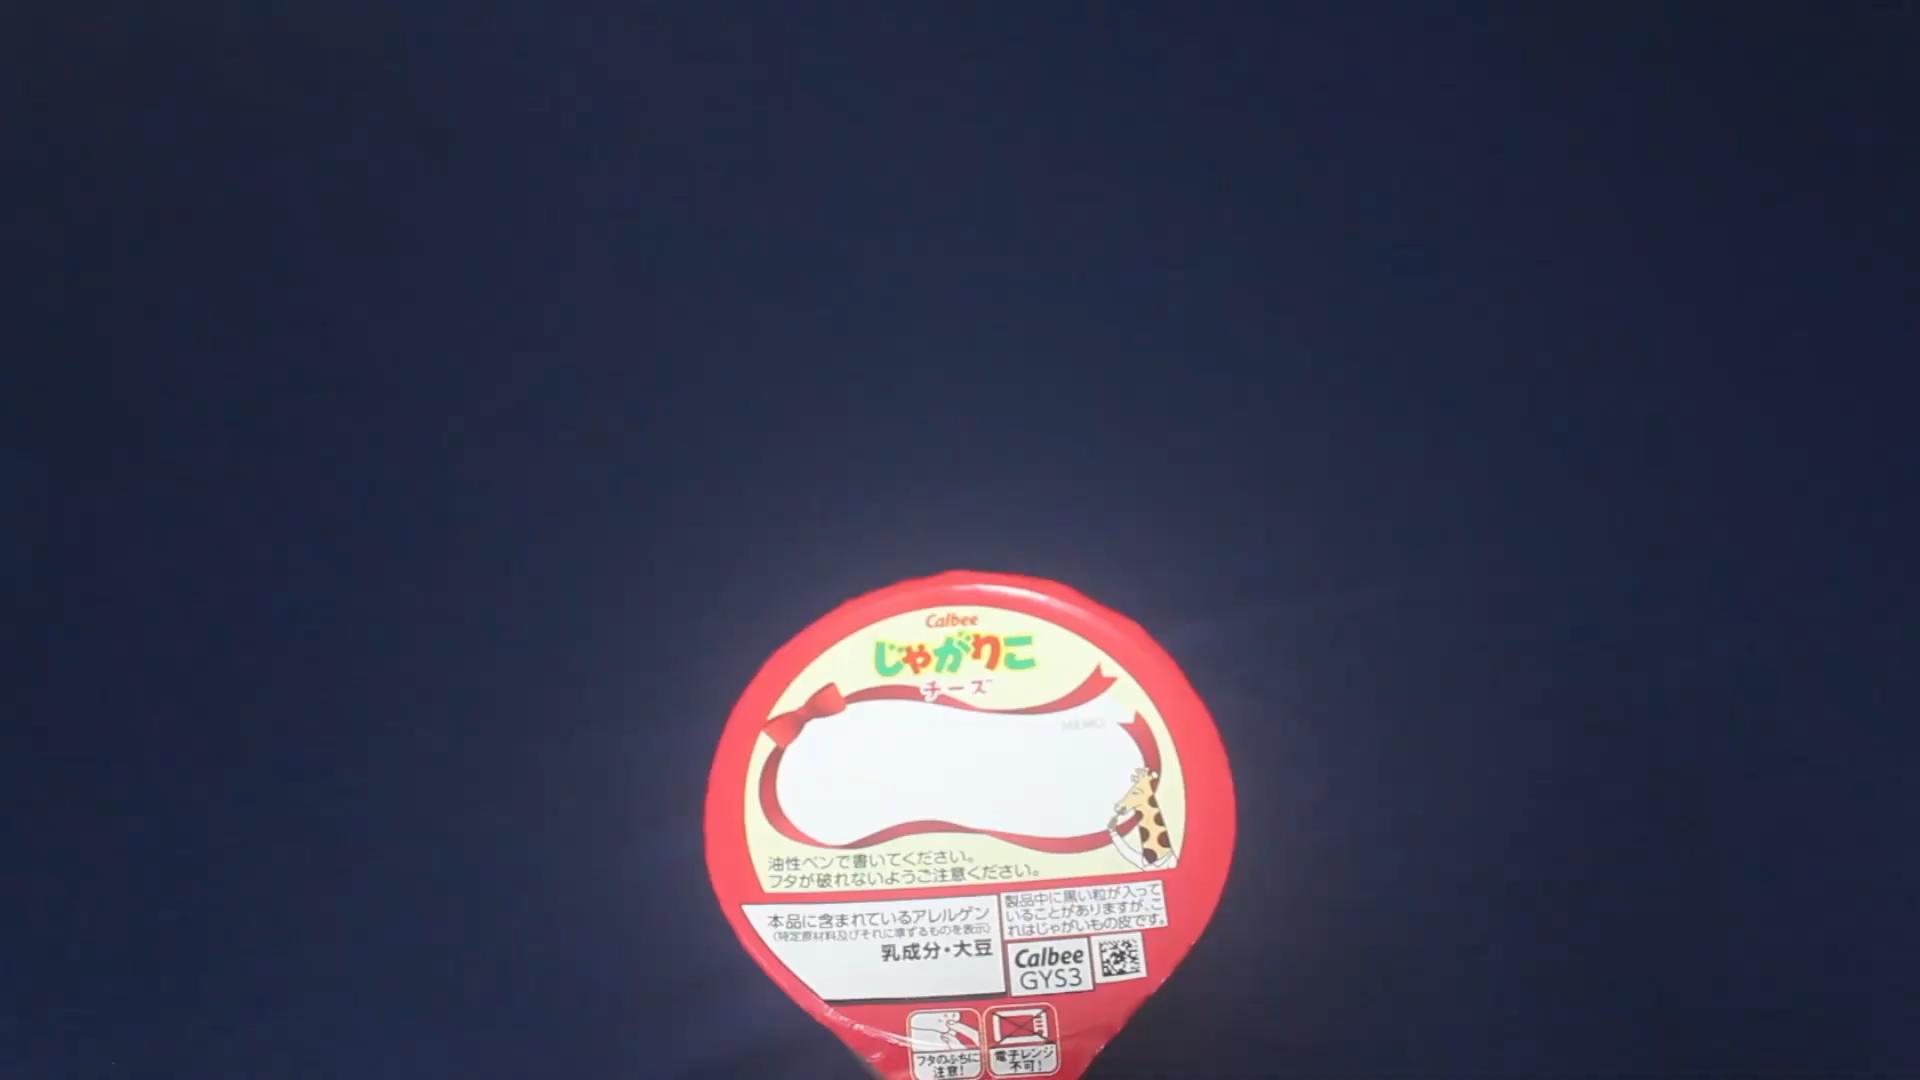 Calbee
じゃがりこ
チーズ
MEMO
油性ペンで書いてください。
フタが破れないようご注意ください。
本品に含まれているアレルゲン
(特定原材料及びそれに準ずるものを表示)
乳成分・大豆
製品中に黒い粒が入って
いることがありますが、こ
れはじゃがいもの皮です。
Calbee
GYS3
フタのふちに
注意!
電子レンジ
不可!